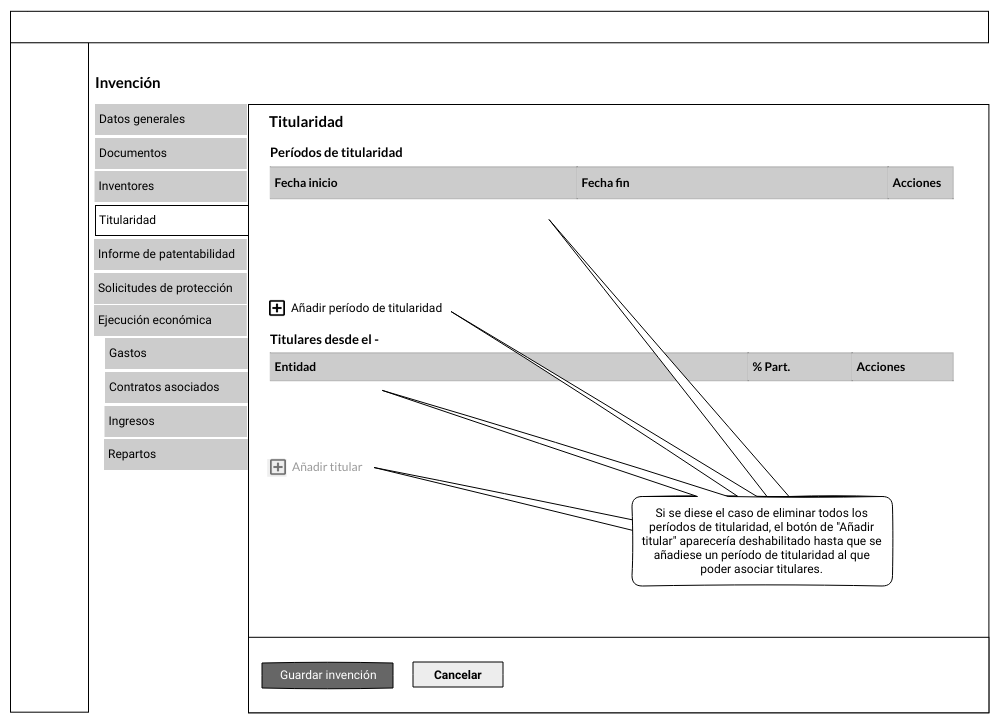 Invención
Datos generales
Documentos
Inventores
Titularidad
Informe de patentabilidad
Solicitudes de protección
Ejecución económica
Gastos
Contratos asociados
Ingresos
Repartos
Titularidad
Períodos de titularidad
Fecha inicio Fecha fin Acciones
Añadir período de titularidad
Titulares desde el -
Entidad % Part. Acciones
Añadir titular
Si se diese el caso de eliminar todos los
períodos de titularidad, el botón de "Añadir
titular" aparecería deshabilitado hasta que se
añadiese un período de titularidad al que
poder asociar titulares.
Guardar invención Cancelar